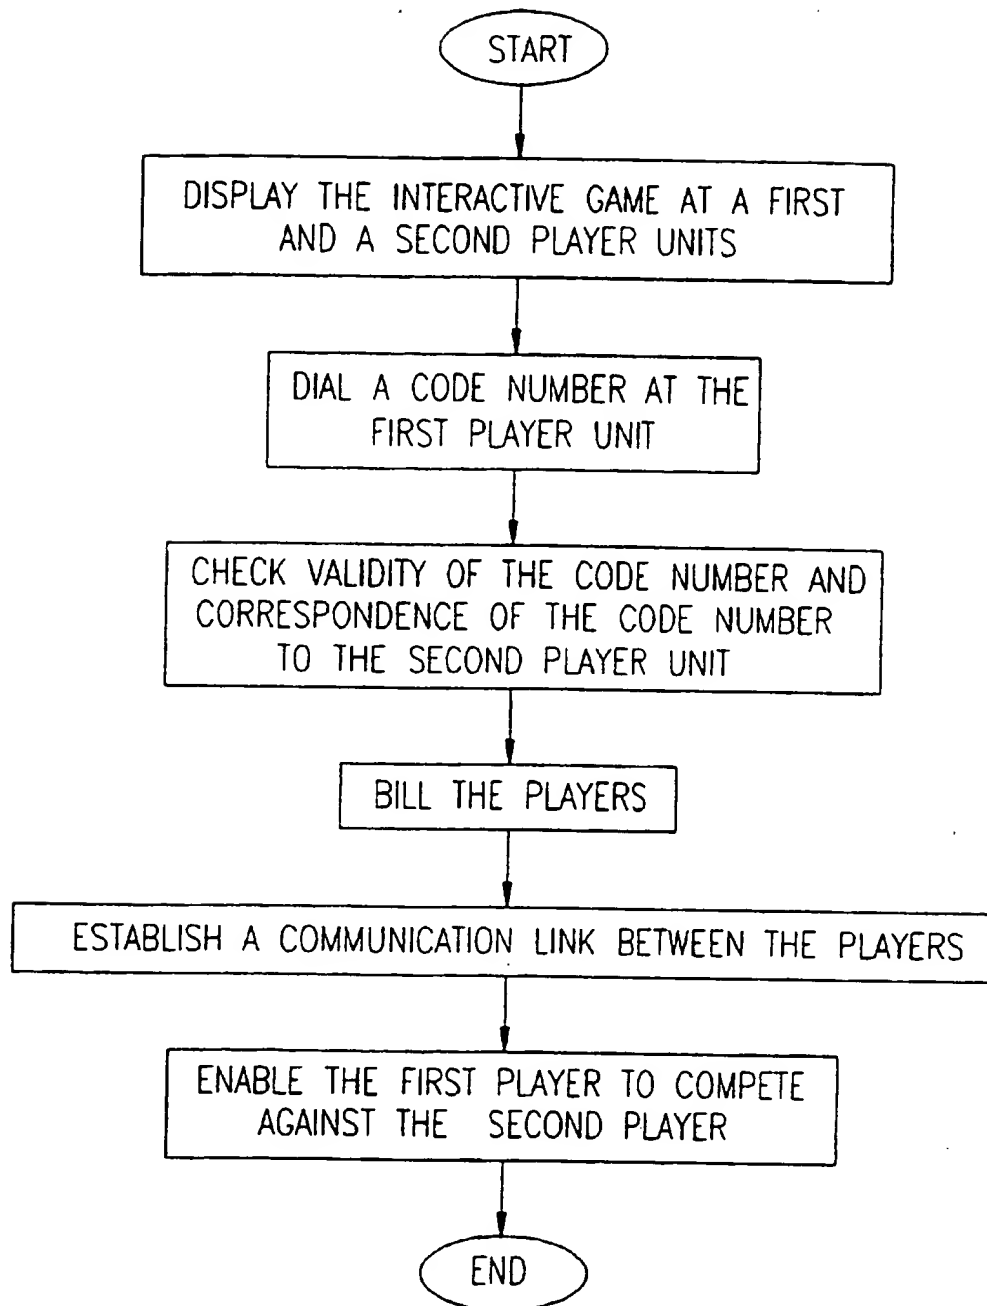 START
DISPLAY THE INTERACTIVE GAME AT A FIRST
AND A SECOND PLAYER UNITS
DIAL A CODE NUMBER AT THE
FIRST PLAYER UNIT
CHECK VALIDITY OF THE CODE NUMBER AND
CORRESPONDENCE OF THE CODE NUMBER
TO THE SECOND PLAYER UNIT
BILL THE PLAYERS
ESTABLISH A COMMUNICATION LINK BETWEEN THE PLAYERS
ENABLE THE FIRST PLAYER TO COMPETE
AGAINST THE SECOND PLAYER
END